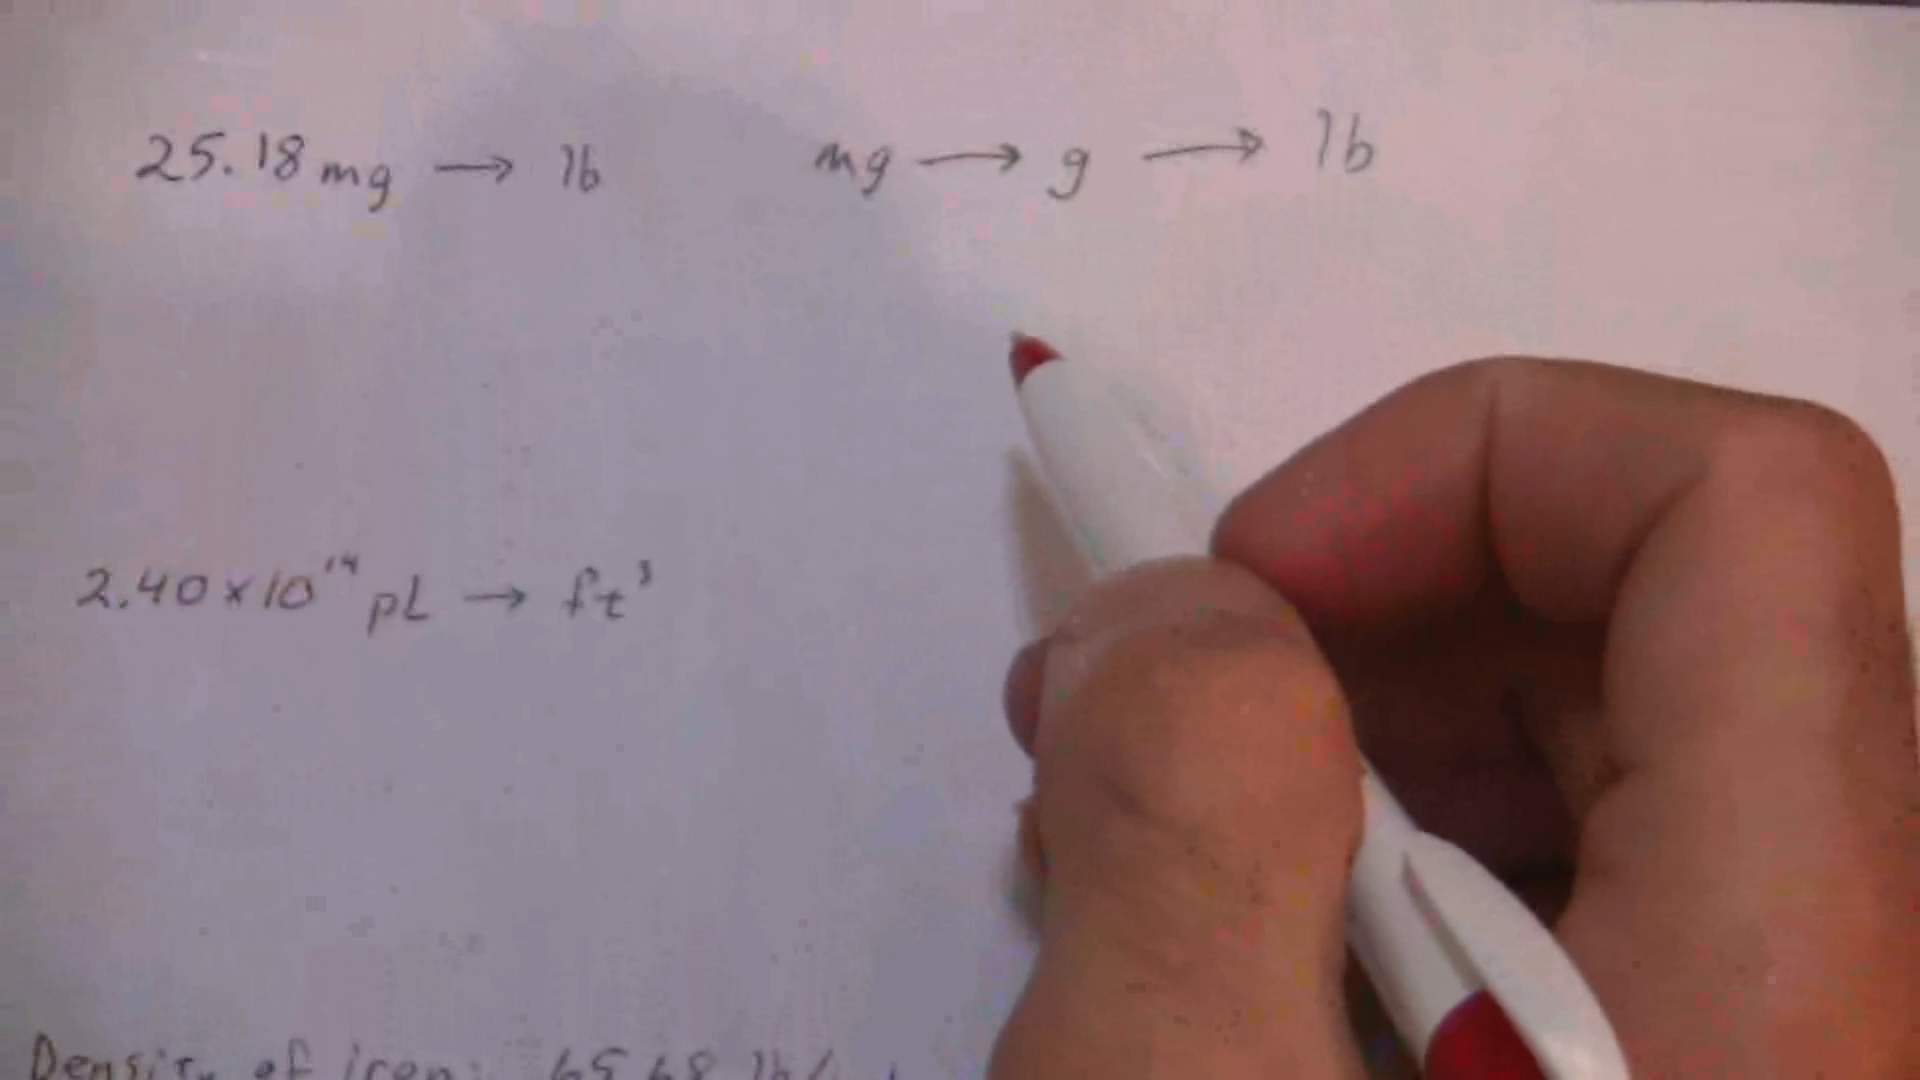 25.18 mg → lb
mg → g → lb
2.40 x 10¹⁴ pL → ft³
Density of iron: